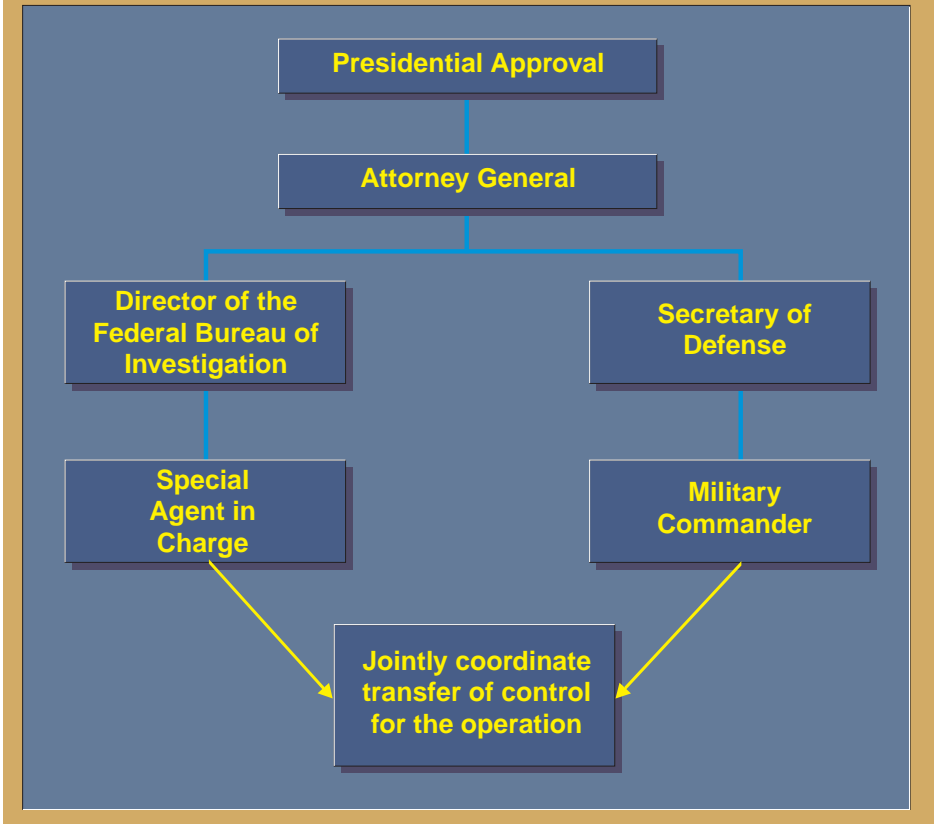 Presidential Approval
Attorney General
Director of the
Federal Bureau of
Investigation
Secretary of
Defense
Special
Agent in
Charge
Military
Commander
Jointly coordinate
transfer of control
for the operation